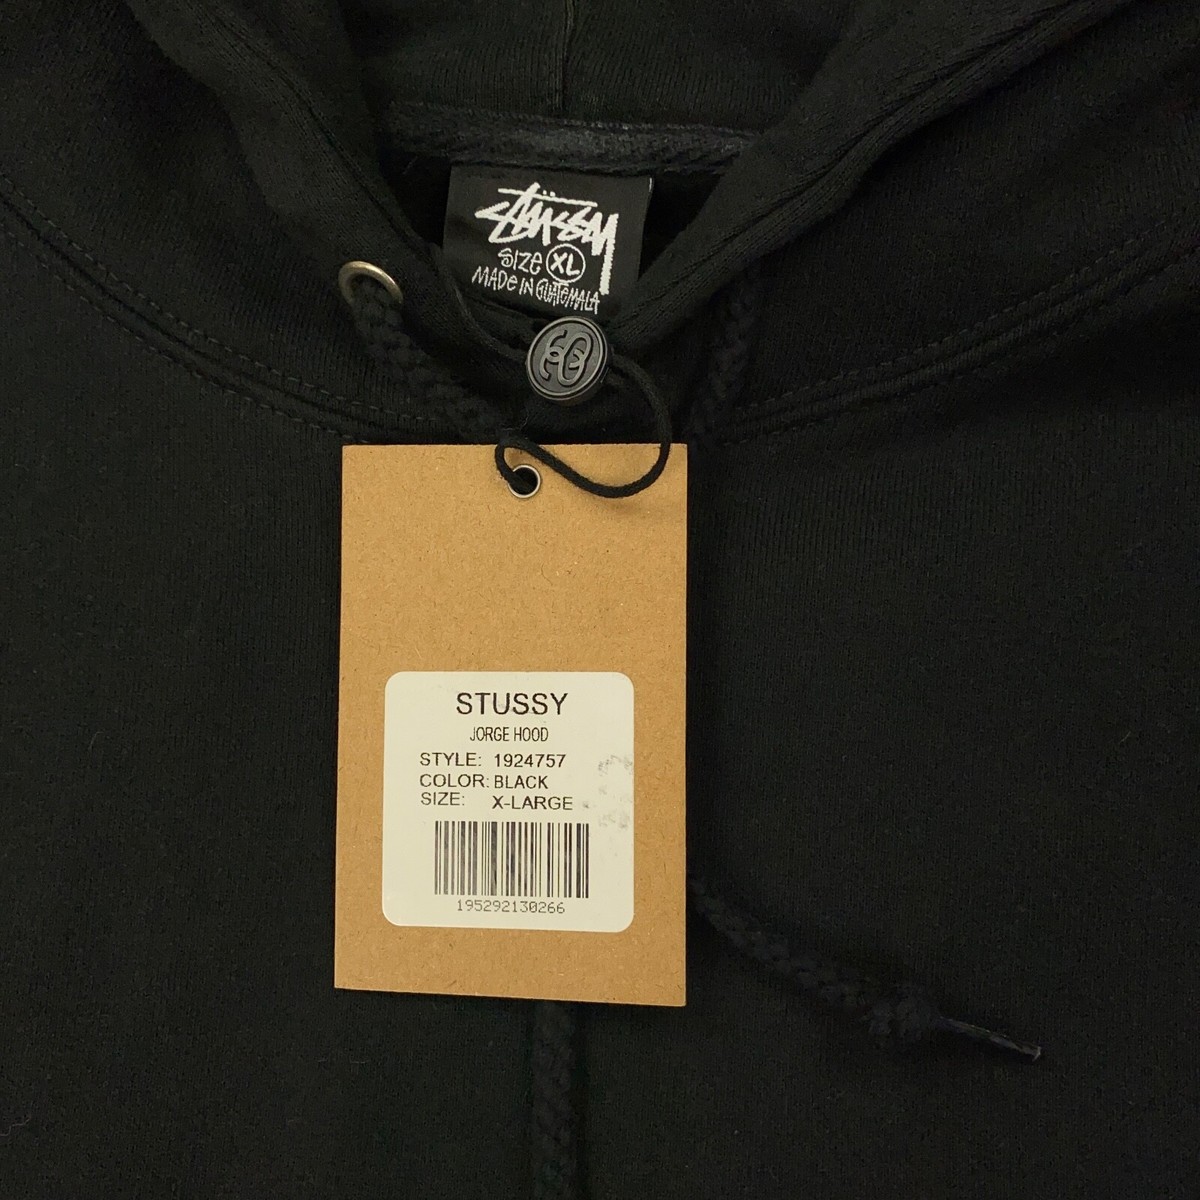 STÜSSY
SIZE XL
MADE IN GUATEMALA
STUSSY
JORGE HOOD
STYLE: 1924757
COLOR: BLACK
SIZE: X-LARGE
195292130266